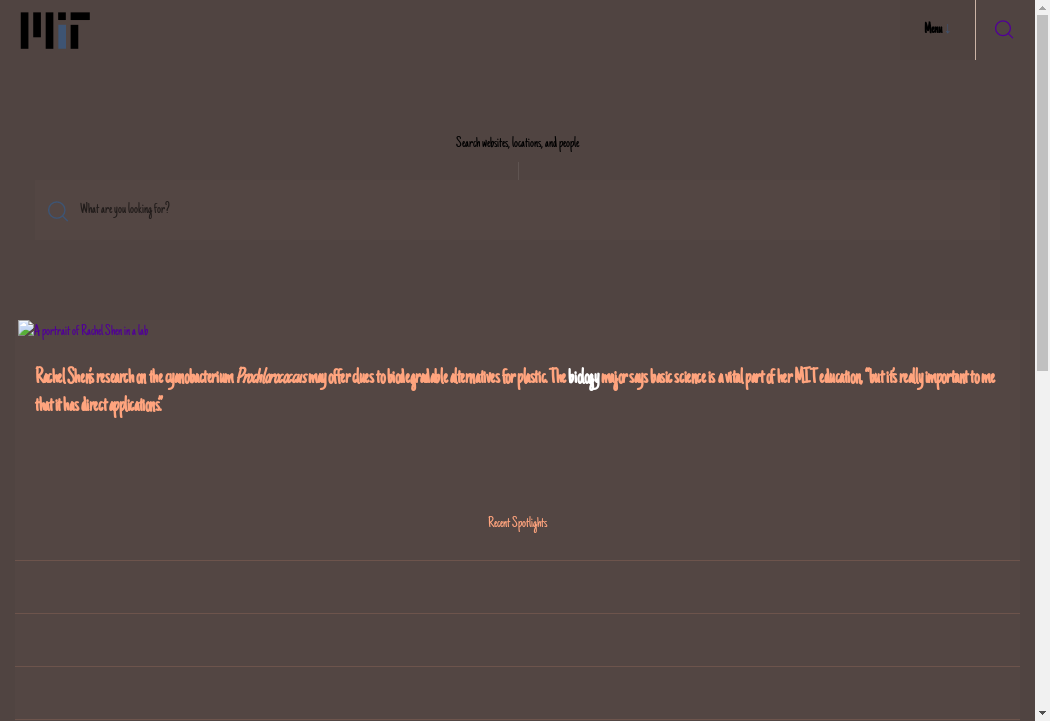 MIT
Menu
Search websites, locations, and people
What are you looking for?
A portrait of Rachel Shen in a lab
Rachel Shen’s research on the cyanobacterium Prochlorococcus may offer clues to biodegradable alternatives for plastic. The biology major says basic science is a vital part of her MIT education, “but it’s really important to me
that it has direct applications.”
Recent Spotlights